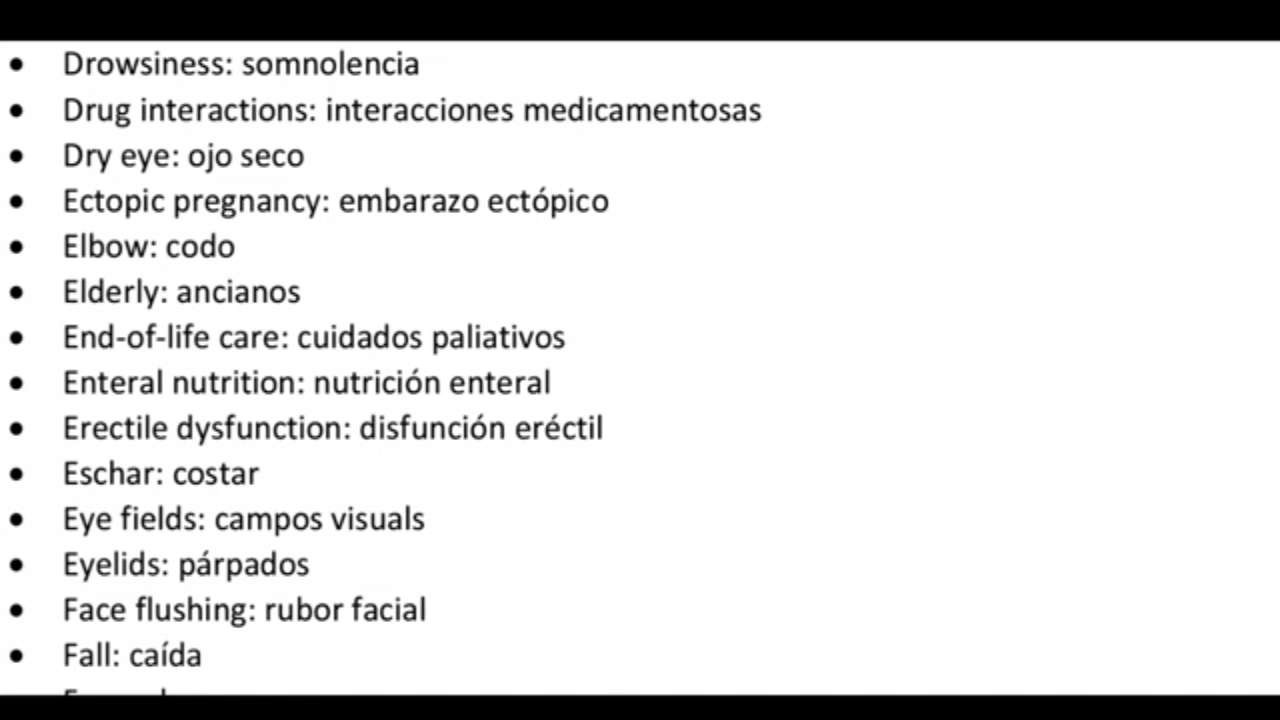 • Drowsiness: somnolencia
• Drug interactions: interacciones medicamentosas
• Dry eye: ojo seco
• Ectopic pregnancy: embarazo ectópico
• Elbow: codo
• Elderly: ancianos
• End-of-life care: cuidados paliativos
• Enteral nutrition: nutrición enteral
• Erectile dysfunction: disfunción eréctil
• Eschar: costar
• Eye fields: campos visuals
• Eyelids: párpados
• Face flushing: rubor facial
• Fall: caída